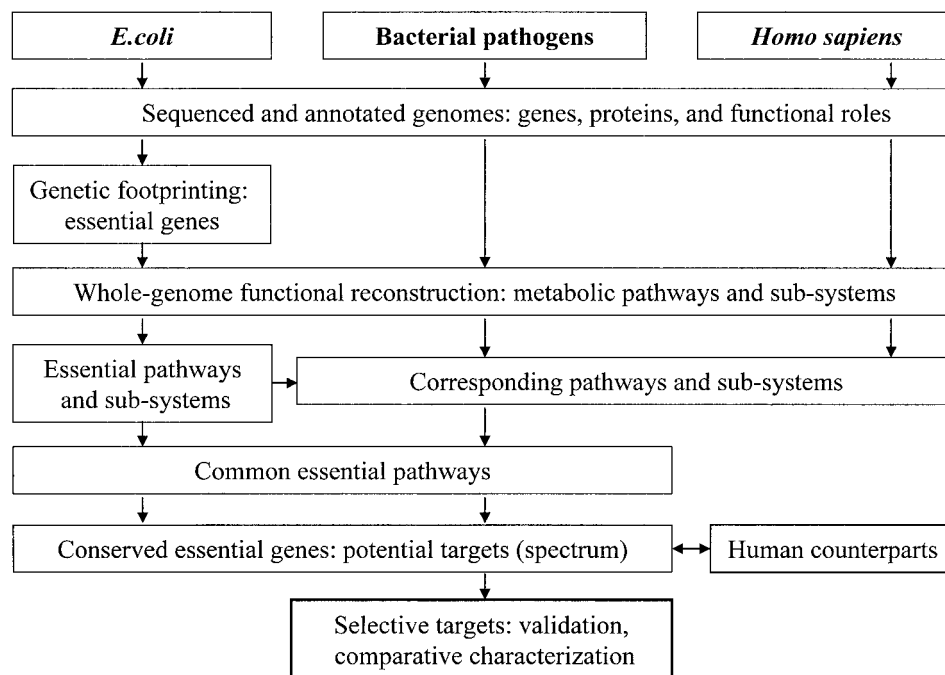 E.coli
Bacterial pathogens
Homo sapiens
Sequenced and annotated genomes: genes, proteins, and functional roles
Genetic footprinting:
essential genes
Whole-genome functional reconstruction: metabolic pathways and sub-systems
Essential pathways
and sub-systems
Corresponding pathways and sub-systems
Common essential pathways
Conserved essential genes: potential targets (spectrum)
Human counterparts
Selective targets: validation,
comparative characterization